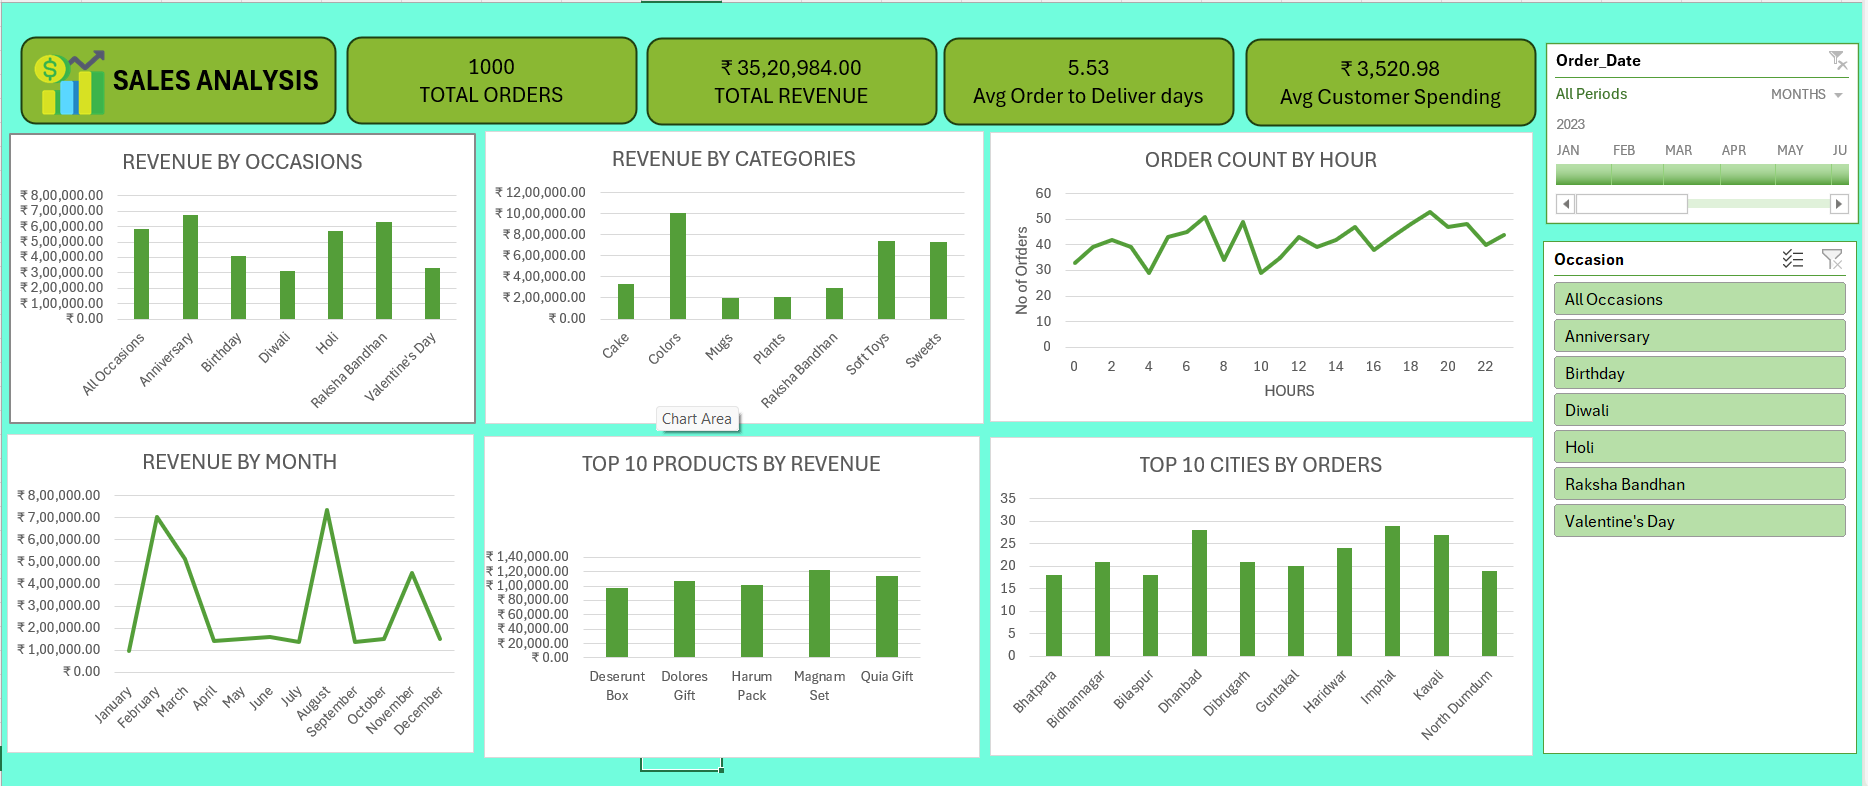 SALES ANALYSIS
1000
TOTAL ORDERS
₹ 35,20,984.00
TOTAL REVENUE
5.53
Avg Order to Deliver days
₹ 3,520.98
Avg Customer Spending
Order_Date
All Periods
MONTHS
2023
JAN FEB MAR APR MAY JU
REVENUE BY OCCASIONS
₹ 8,00,000.00
₹ 7,00,000.00
₹ 6,00,000.00
₹ 5,00,000.00
₹ 4,00,000.00
₹ 3,00,000.00
₹ 2,00,000.00
₹ 1,00,000.00
₹ 0.00
All Occasions
Anniversary
Birthday
Diwali
Holi
Raksha Bandhan
Valentine's Day
REVENUE BY CATEGORIES
₹ 12,00,000.00
₹ 10,00,000.00
₹ 8,00,000.00
₹ 6,00,000.00
₹ 4,00,000.00
₹ 2,00,000.00
₹ 0.00
Cake
Colors
Mugs
Plants
Raksha Bandhan
Soft Toys
Sweets
Chart Area
ORDER COUNT BY HOUR
No of Orfders
60
50
40
30
20
10
0
0 2 4 6 8 10 12 14 16 18 20 22
HOURS
Occasion
All Occasions
Anniversary
Birthday
Diwali
Holi
Raksha Bandhan
Valentine's Day
REVENUE BY MONTH
₹ 8,00,000.00
₹ 7,00,000.00
₹ 6,00,000.00
₹ 5,00,000.00
₹ 4,00,000.00
₹ 3,00,000.00
₹ 2,00,000.00
₹ 1,00,000.00
₹ 0.00
January
February
March
April
May
June
July
August
September
October
November
December
TOP 10 PRODUCTS BY REVENUE
₹ 1,40,000.00
₹ 1,20,000.00
₹ 1,00,000.00
₹ 80,000.00
₹ 60,000.00
₹ 40,000.00
₹ 20,000.00
₹ 0.00
Deserunt Dolores Harum Magnam Quia Gift
Box Gift Pack Set
TOP 10 CITIES BY ORDERS
35
30
25
20
15
10
5
0
Bhatpara
Bidhannagar
Bilaspur
Dhanbad
Dibrugarh
Guntakal
Haridwar
Imphal
Kavali
North Dumdum